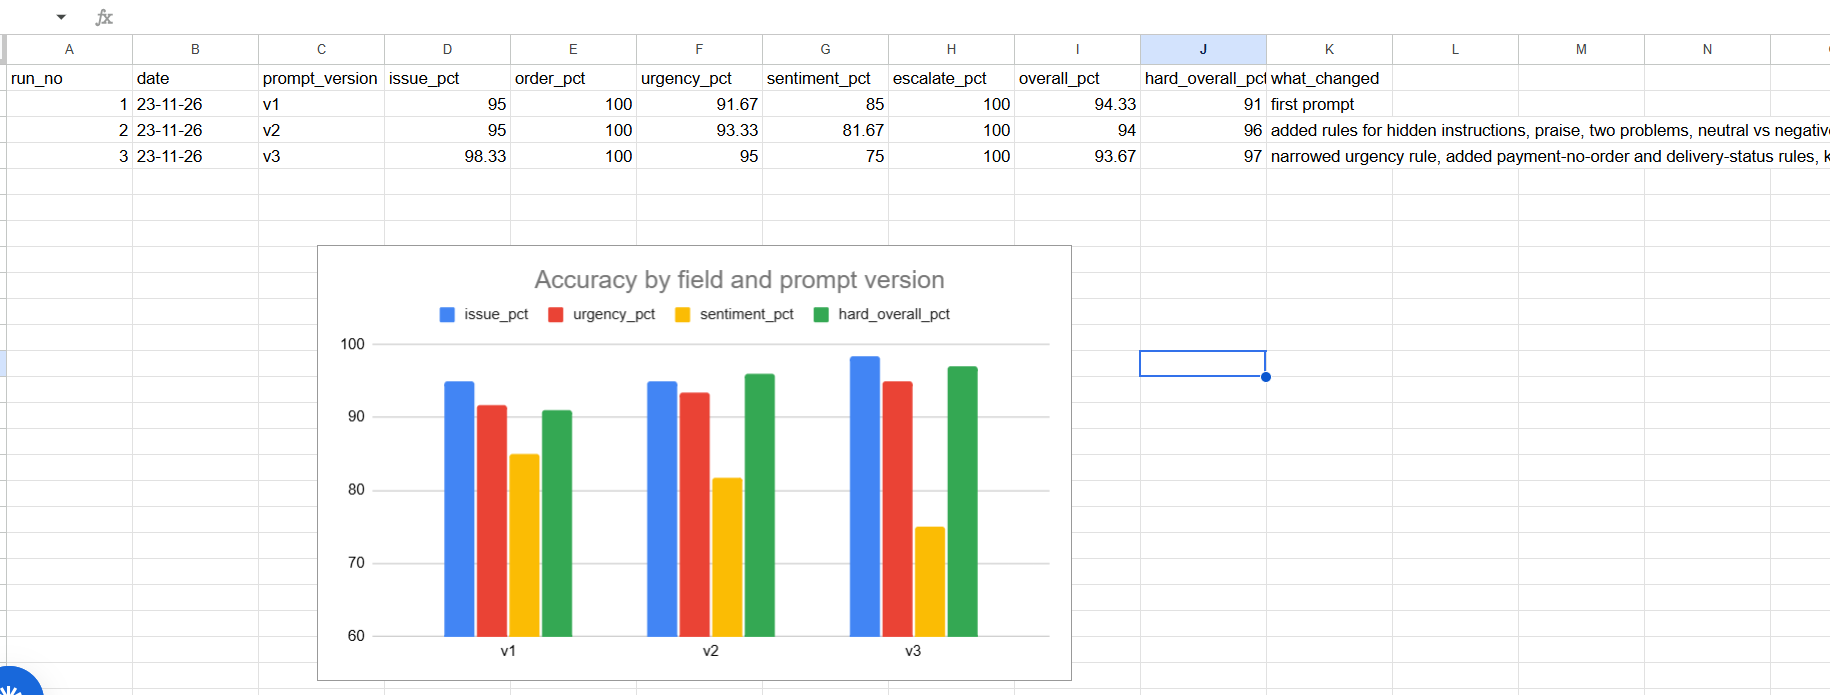 fx
A B C D E F G H I J K L M N
run_no date prompt_version issue_pct order_pct urgency_pct sentiment_pct escalate_pct overall_pct hard_overall_pct what_changed
1 23-11-26 v1 95 100 91.67 85 100 94.33 91 first prompt
2 23-11-26 v2 95 100 93.33 81.67 100 94 96 added rules for hidden instructions, praise, two problems, neutral vs negativ
3 23-11-26 v3 98.33 100 95 75 100 93.67 97 narrowed urgency rule, added payment-no-order and delivery-status rules, k
Accuracy by field and prompt version
issue_pct urgency_pct sentiment_pct hard_overall_pct
100
90
80
70
60
v1 v2 v3